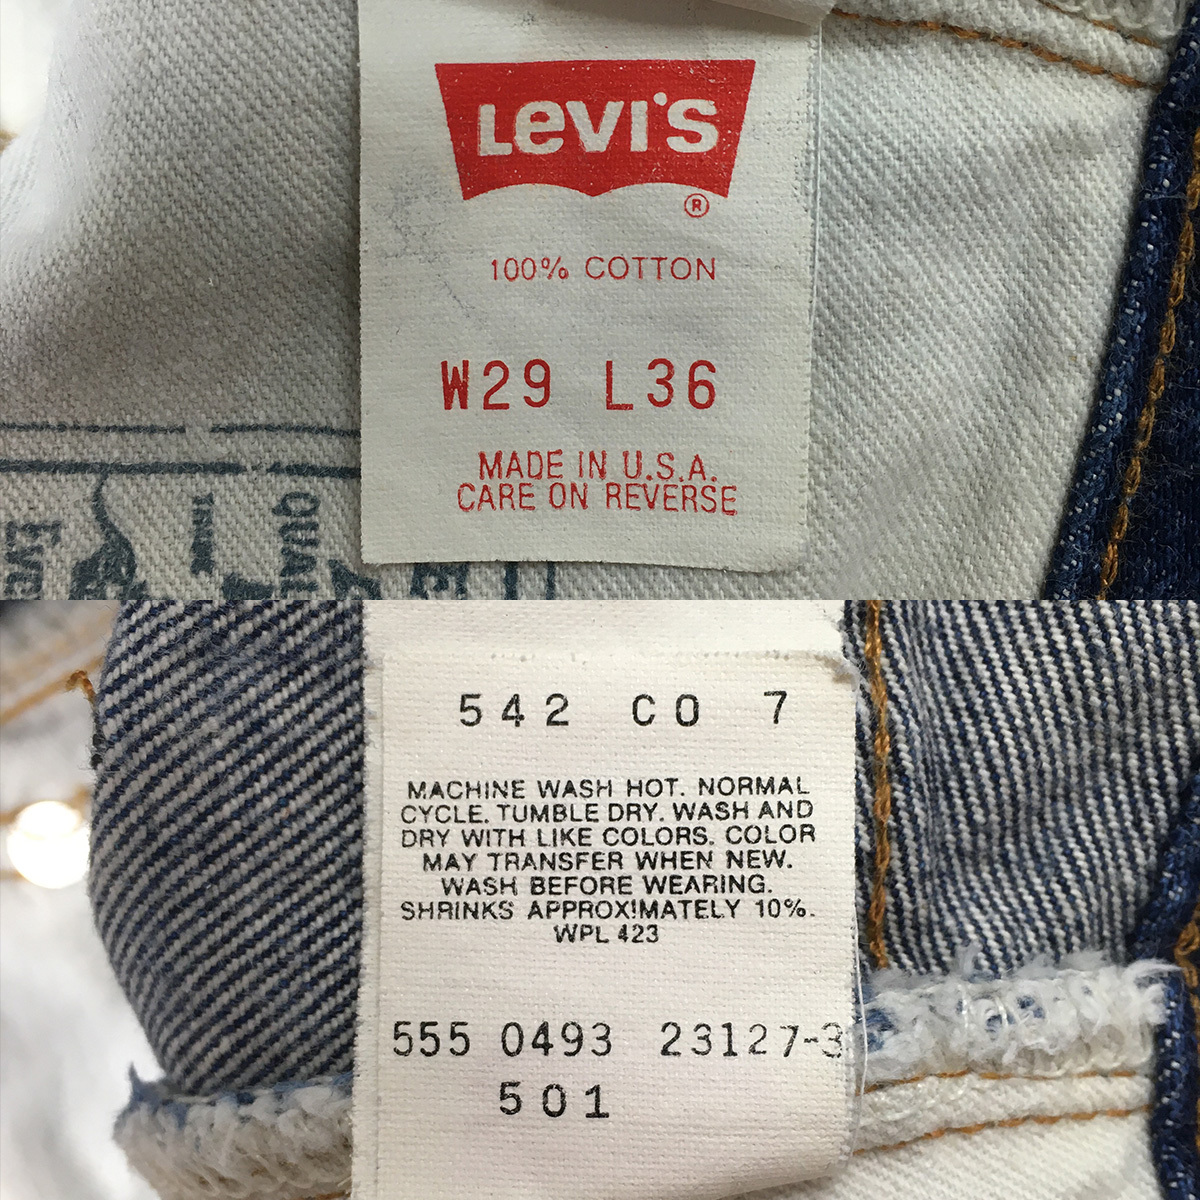 LEVI'S
®
100% COTTON
W29 L36
MADE IN U.S.A.
CARE ON REVERSE
QUAL
542 CO 7
MACHINE WASH HOT. NORMAL
CYCLE. TUMBLE DRY. WASH AND
DRY WITH LIKE COLORS. COLOR
MAY TRANSFER WHEN NEW.
WASH BEFORE WEARING.
SHRINKS APPROXIMATELY 10%.
WPL 423
555 0493 23127-3
501